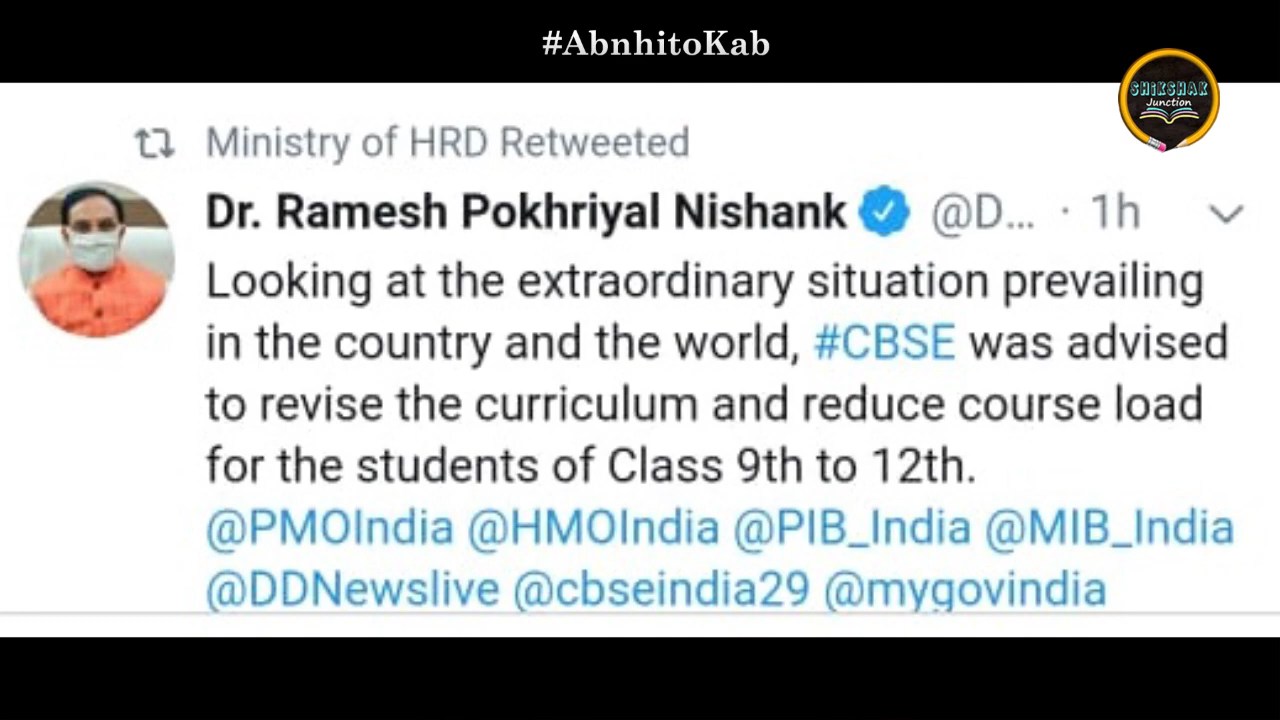 #AbnhitoKab
SHiKSHAK
Junction
Ministry of HRD Retweeted
Dr. Ramesh Pokhriyal Nishank @D... · 1h
Looking at the extraordinary situation prevailing
in the country and the world, #CBSE was advised
to revise the curriculum and reduce course load
for the students of Class 9th to 12th.
@PMOIndia @HMOIndia @PIB_India @MIB_India
@DDNewslive @cbseindia29 @mygovindia